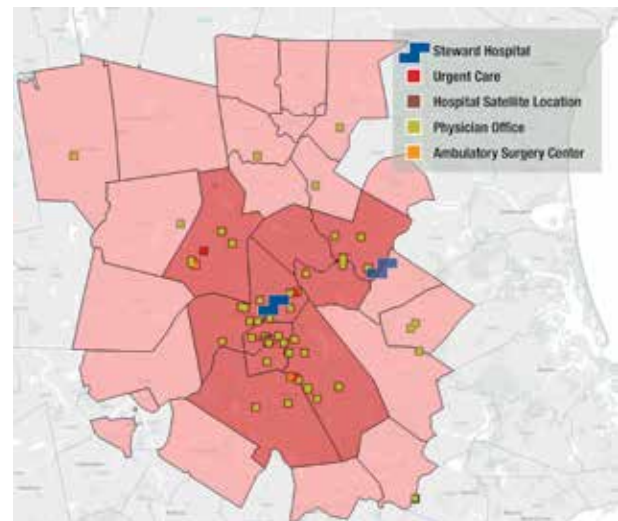 Steward Hospital
Urgent Care
Hospital Satellite Location
Physician Office
Ambulatory Surgery Center